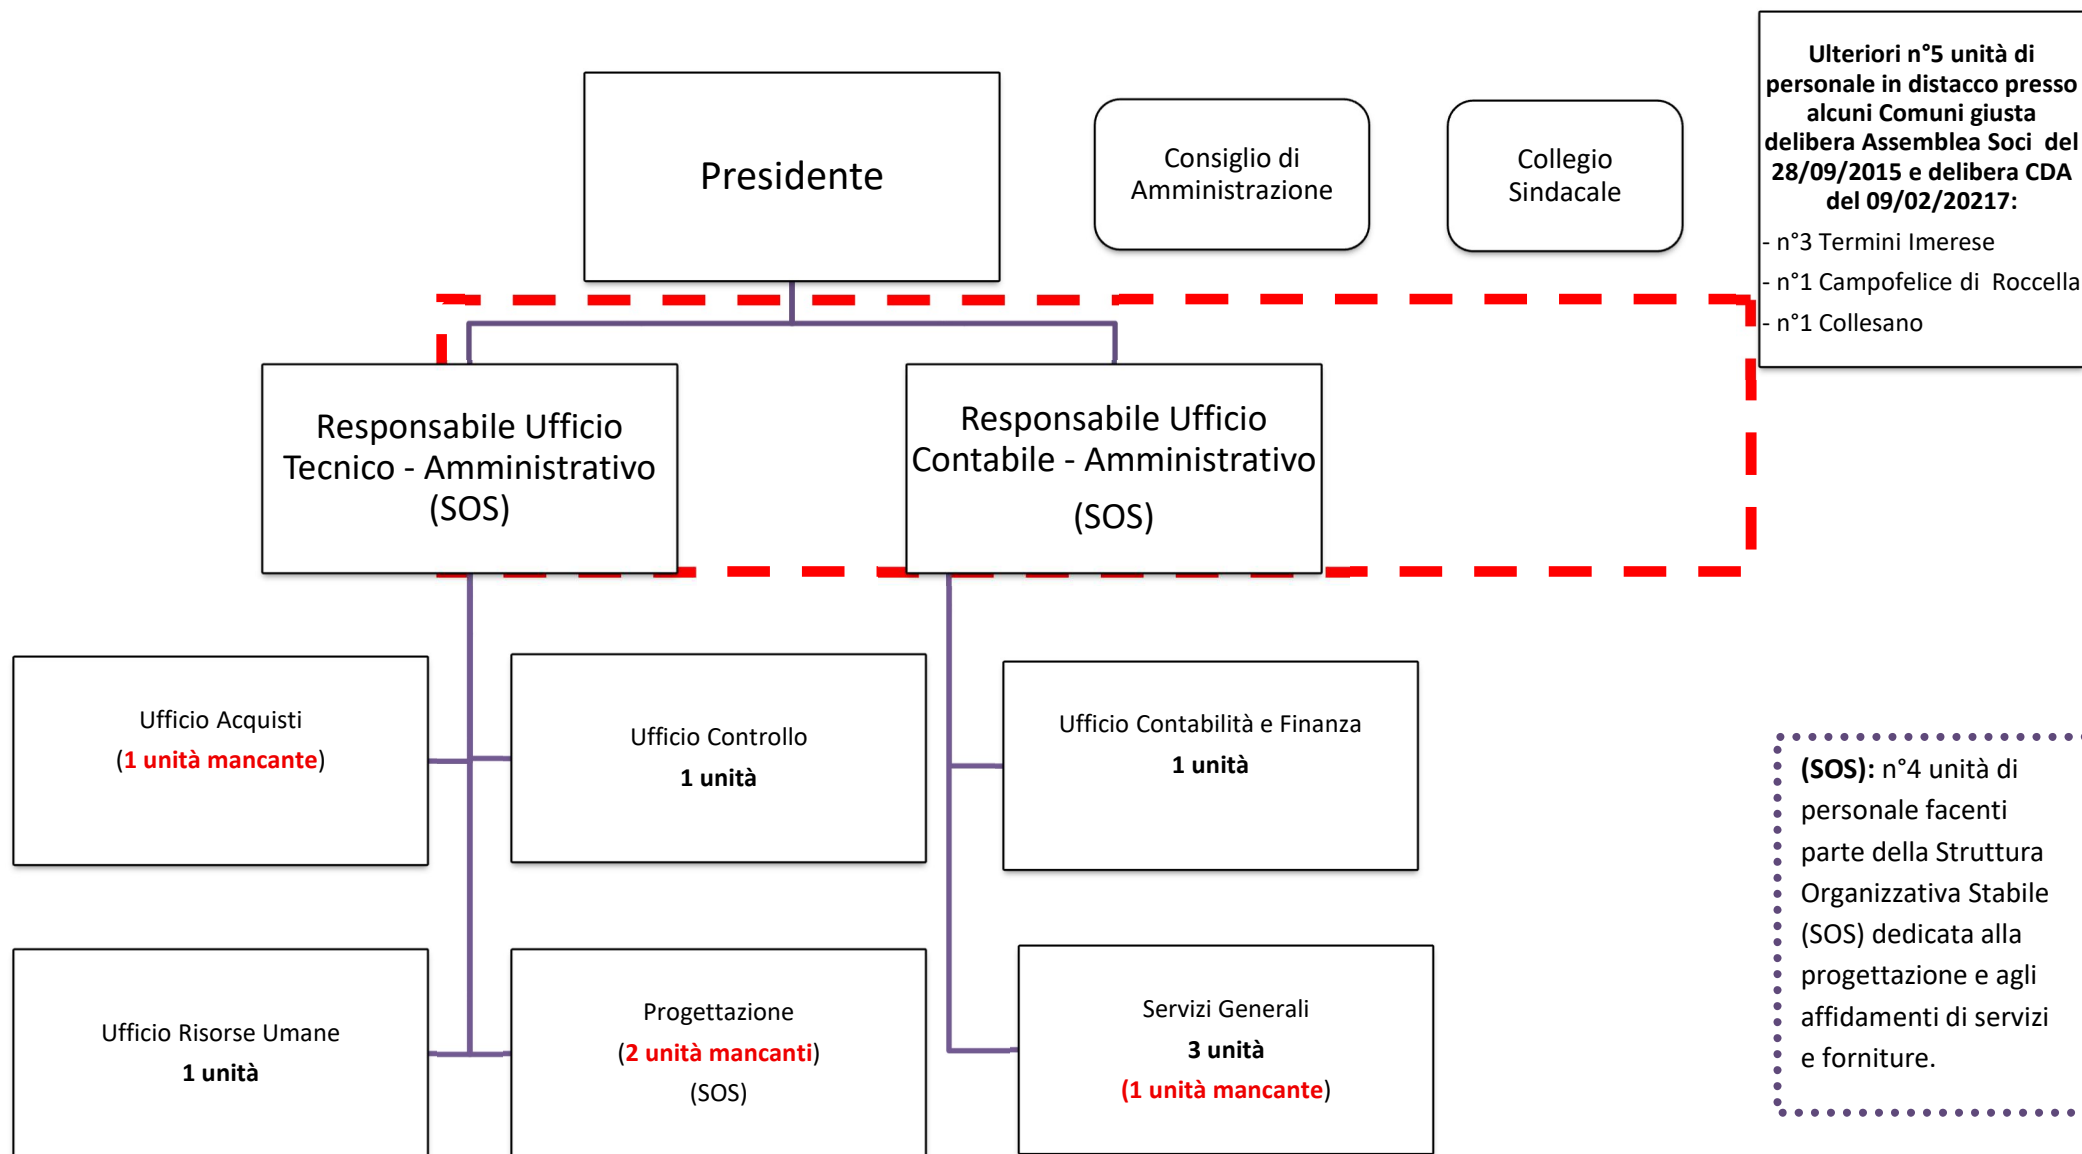 Presidente
Consiglio di
Amministrazione
Collegio
Sindacale
Ulteriori n°5 unità di
personale in distacco presso
alcuni Comuni giusta
delibera Assemblea Soci del
28/09/2015 e delibera CDA
del 09/02/20217:
- n°3 Termini Imerese
- n°1 Campofelice di Roccella
- n°1 Collesano
Responsabile Ufficio
Tecnico - Amministrativo
(SOS)
Responsabile Ufficio
Contabile - Amministrativo
(SOS)
Ufficio Acquisti
(1 unità mancante)
Ufficio Controllo
1 unità
Ufficio Contabilità e Finanza
1 unità
Ufficio Risorse Umane
1 unità
Progettazione
(2 unità mancanti)
(SOS)
Servizi Generali
3 unità
(1 unità mancante)
(SOS): n°4 unità di
personale facenti
parte della Struttura
Organizzativa Stabile
(SOS) dedicata alla
progettazione e agli
affidamenti di servizi
e forniture.